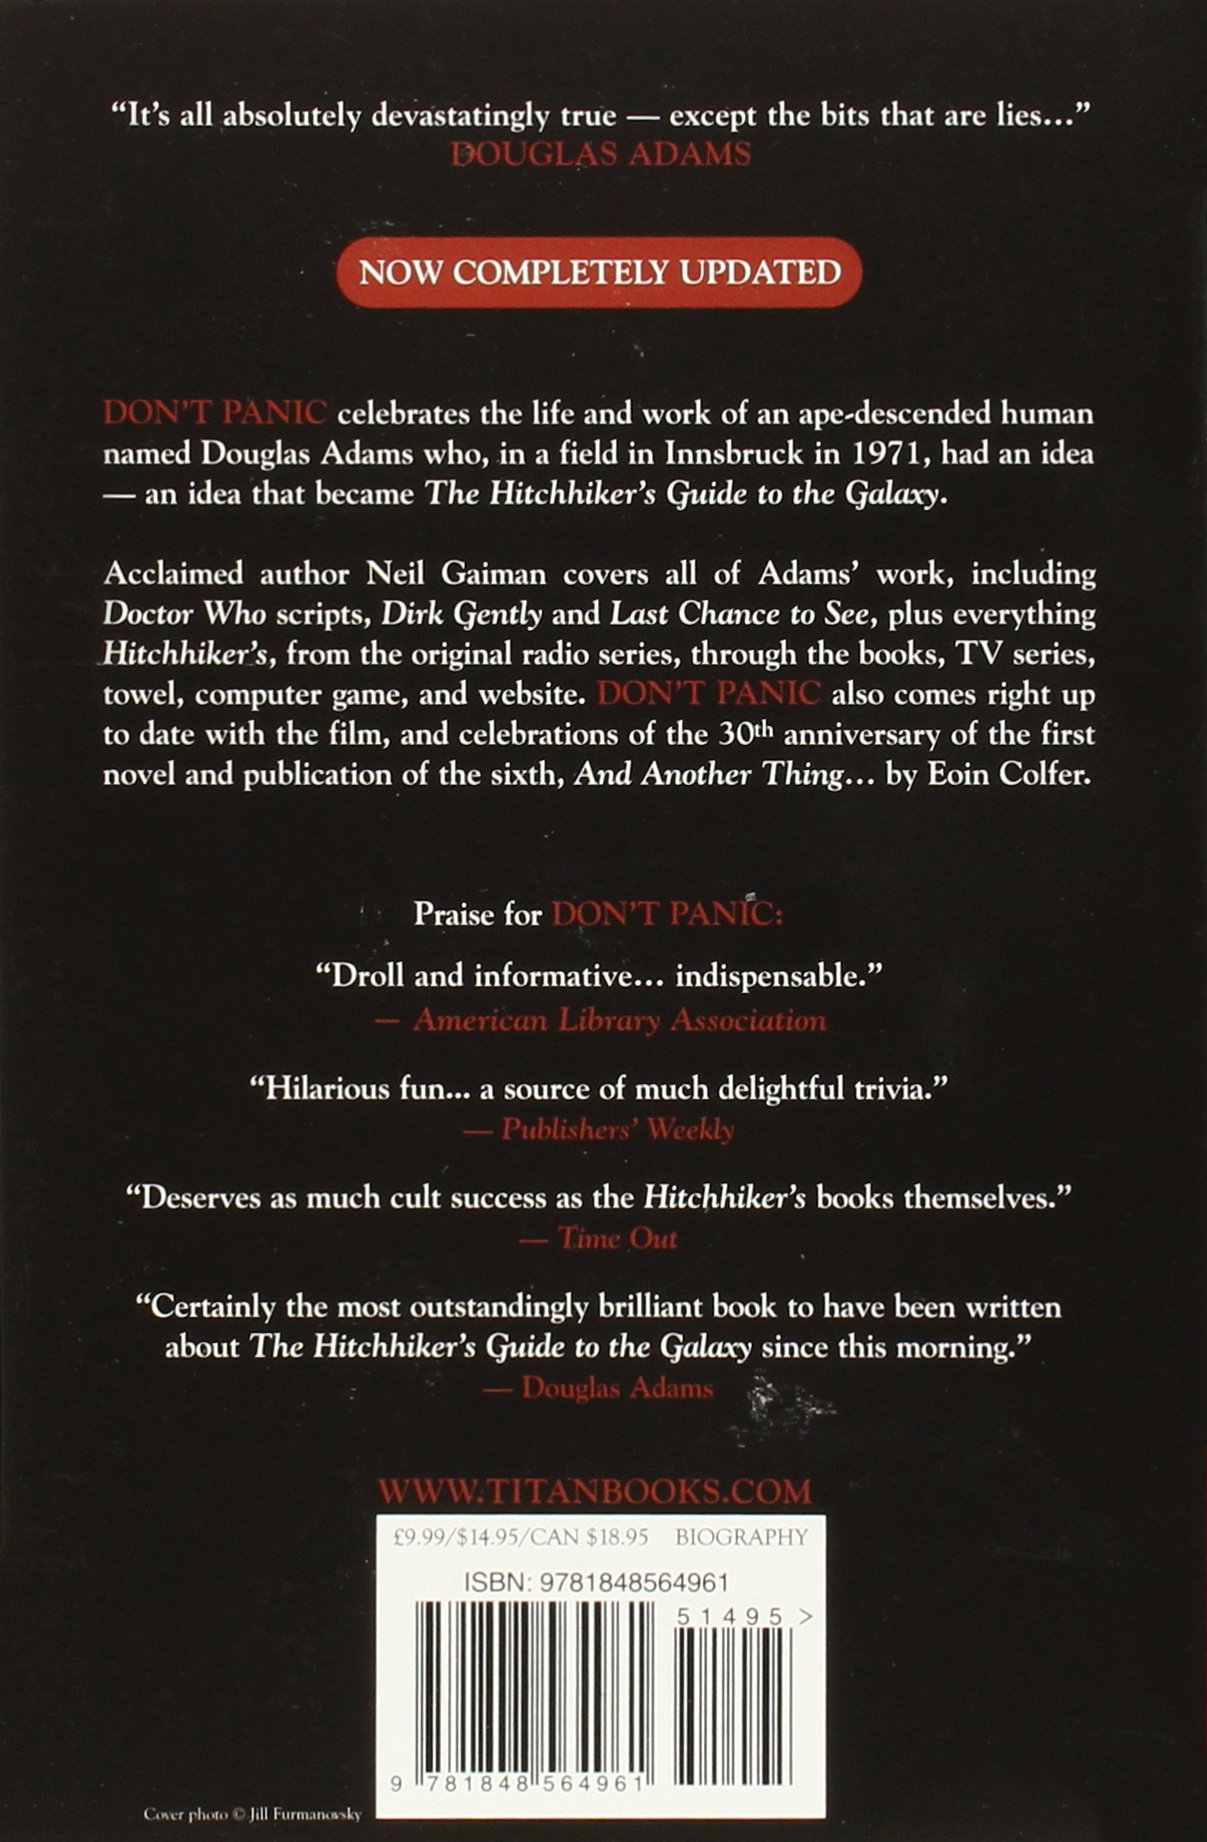 “It’s all absolutely devastatingly true — except the bits that are lies...”
DOUGLAS ADAMS
NOW COMPLETELY UPDATED
DON’T PANIC celebrates the life and work of an ape-descended human
named Douglas Adams who, in a field in Innsbruck in 1971, had an idea
— an idea that became The Hitchhiker’s Guide to the Galaxy.
Acclaimed author Neil Gaiman covers all of Adams’ work, including
Doctor Who scripts, Dirk Gently and Last Chance to See, plus everything
Hitchhiker’s, from the original radio series, through the books, TV series,
towel, computer game, and website. DON’T PANIC also comes right up
to date with the film, and celebrations of the 30th anniversary of the first
novel and publication of the sixth, And Another Thing... by Eoin Colfer.
Praise for DON’T PANIC:
“Droll and informative... indispensable.”
— American Library Association
“Hilarious fun... a source of much delightful trivia.”
— Publishers’ Weekly
“Deserves as much cult success as the Hitchhiker’s books themselves.”
— Time Out
“Certainly the most outstandingly brilliant book to have been written
about The Hitchhiker’s Guide to the Galaxy since this morning.”
— Douglas Adams
WWW.TITANBOOKS.COM
£9.99/$14.95/CAN $18.95 BIOGRAPHY
ISBN: 9781848564961
51495>
9 781848 564961
Cover photo © Jill Furmanovsky